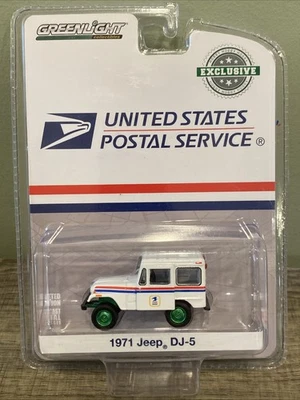 GREENLIGHT
EXCLUSIVE
UNITED STATES
POSTAL SERVICE®
1971 Jeep® DJ-5